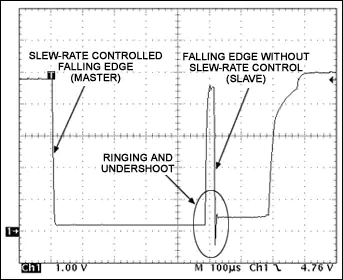 SLEW-RATE CONTROLLED
FALLING EDGE
(MASTER)
FALLING EDGE WITHOUT
SLEW-RATE CONTROL
(SLAVE)
RINGING AND
UNDERSHOOT
T
1
Ch1 1.00 V M 100µs Ch1 4.76 V